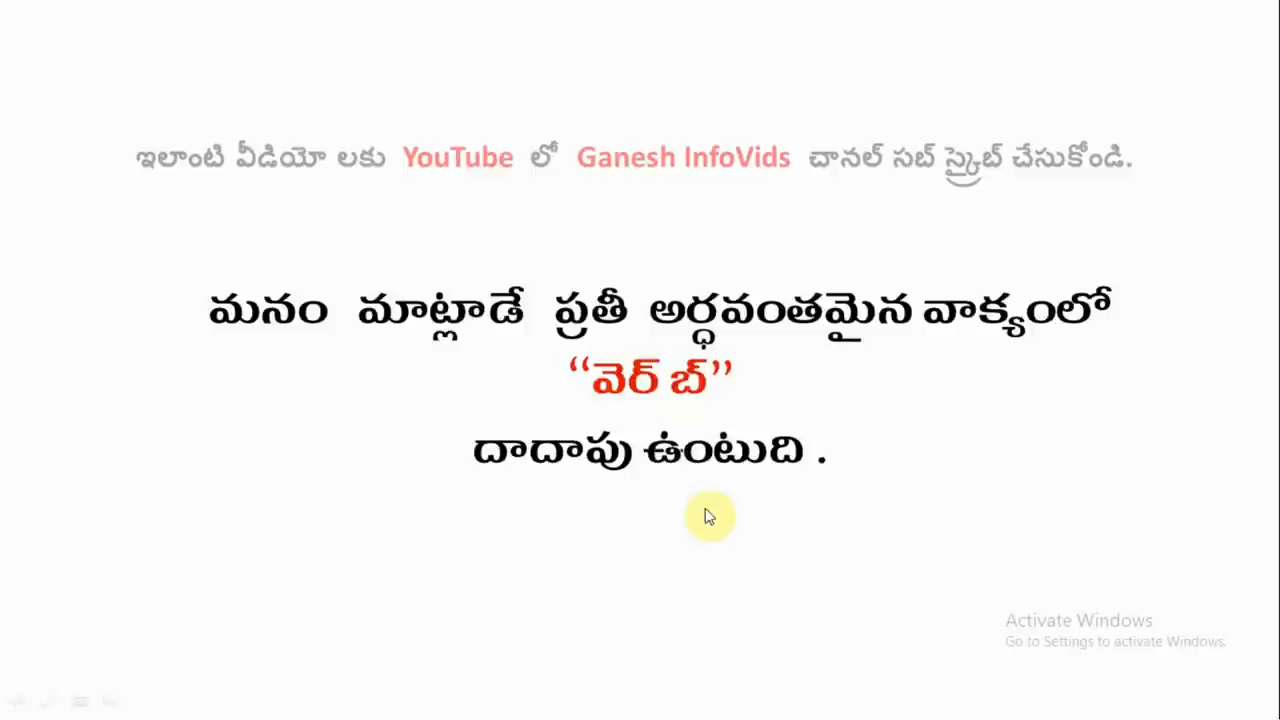 ఇలాంటి వీడియో లకు YouTube లో Ganesh InfoVids చానల్ సబ్ స్క్రైబ్ చేసుకోండి.
మనం మాట్లాడే ప్రతీ అర్ధవంతమైన వాక్యంలో
“వెర్ బ్”
దాదాపు ఉంటుది .
Activate Windows
Go to Settings to activate Windows.